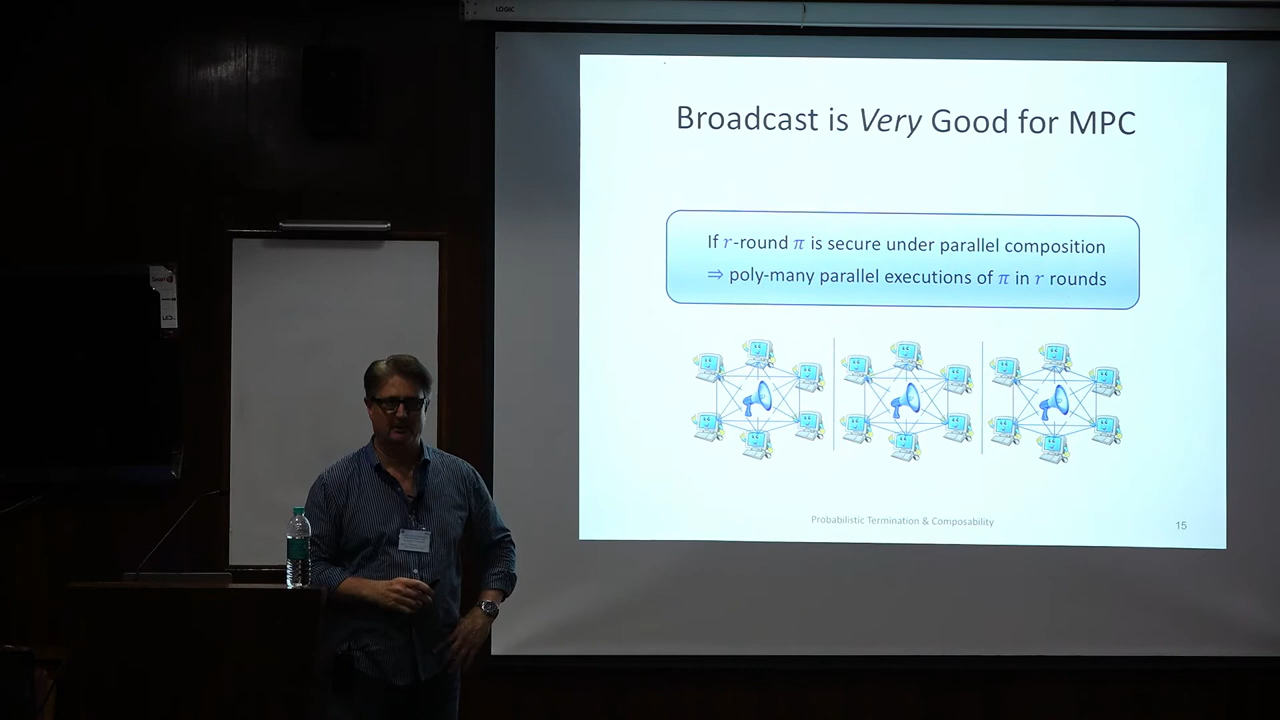 LOGIC
Broadcast is Very Good for MPC
If r-round π is secure under parallel composition
⇒ poly-many parallel executions of π in r rounds
Probabilistic Termination & Composability
15